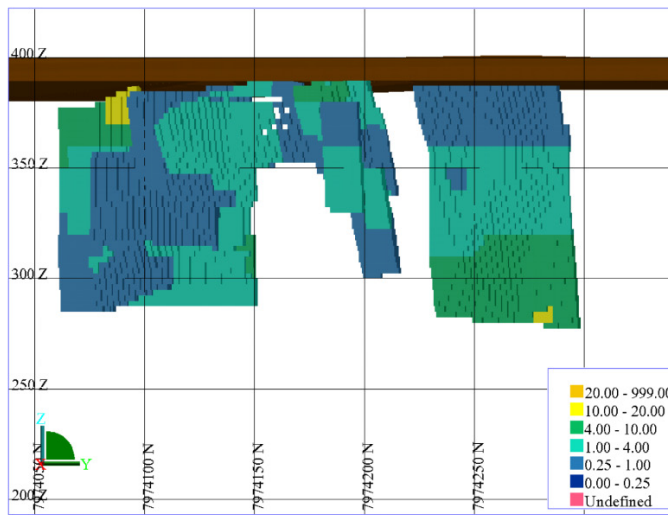 400 Z
350 Z
300 Z
250 Z
200 Z
7974050 N
7974100 N
7974150 N
7974200 N
7974250 N
Z
X
Y
20.00 - 999.00
10.00 - 20.00
4.00 - 10.00
1.00 - 4.00
0.25 - 1.00
0.00 - 0.25
Undefined